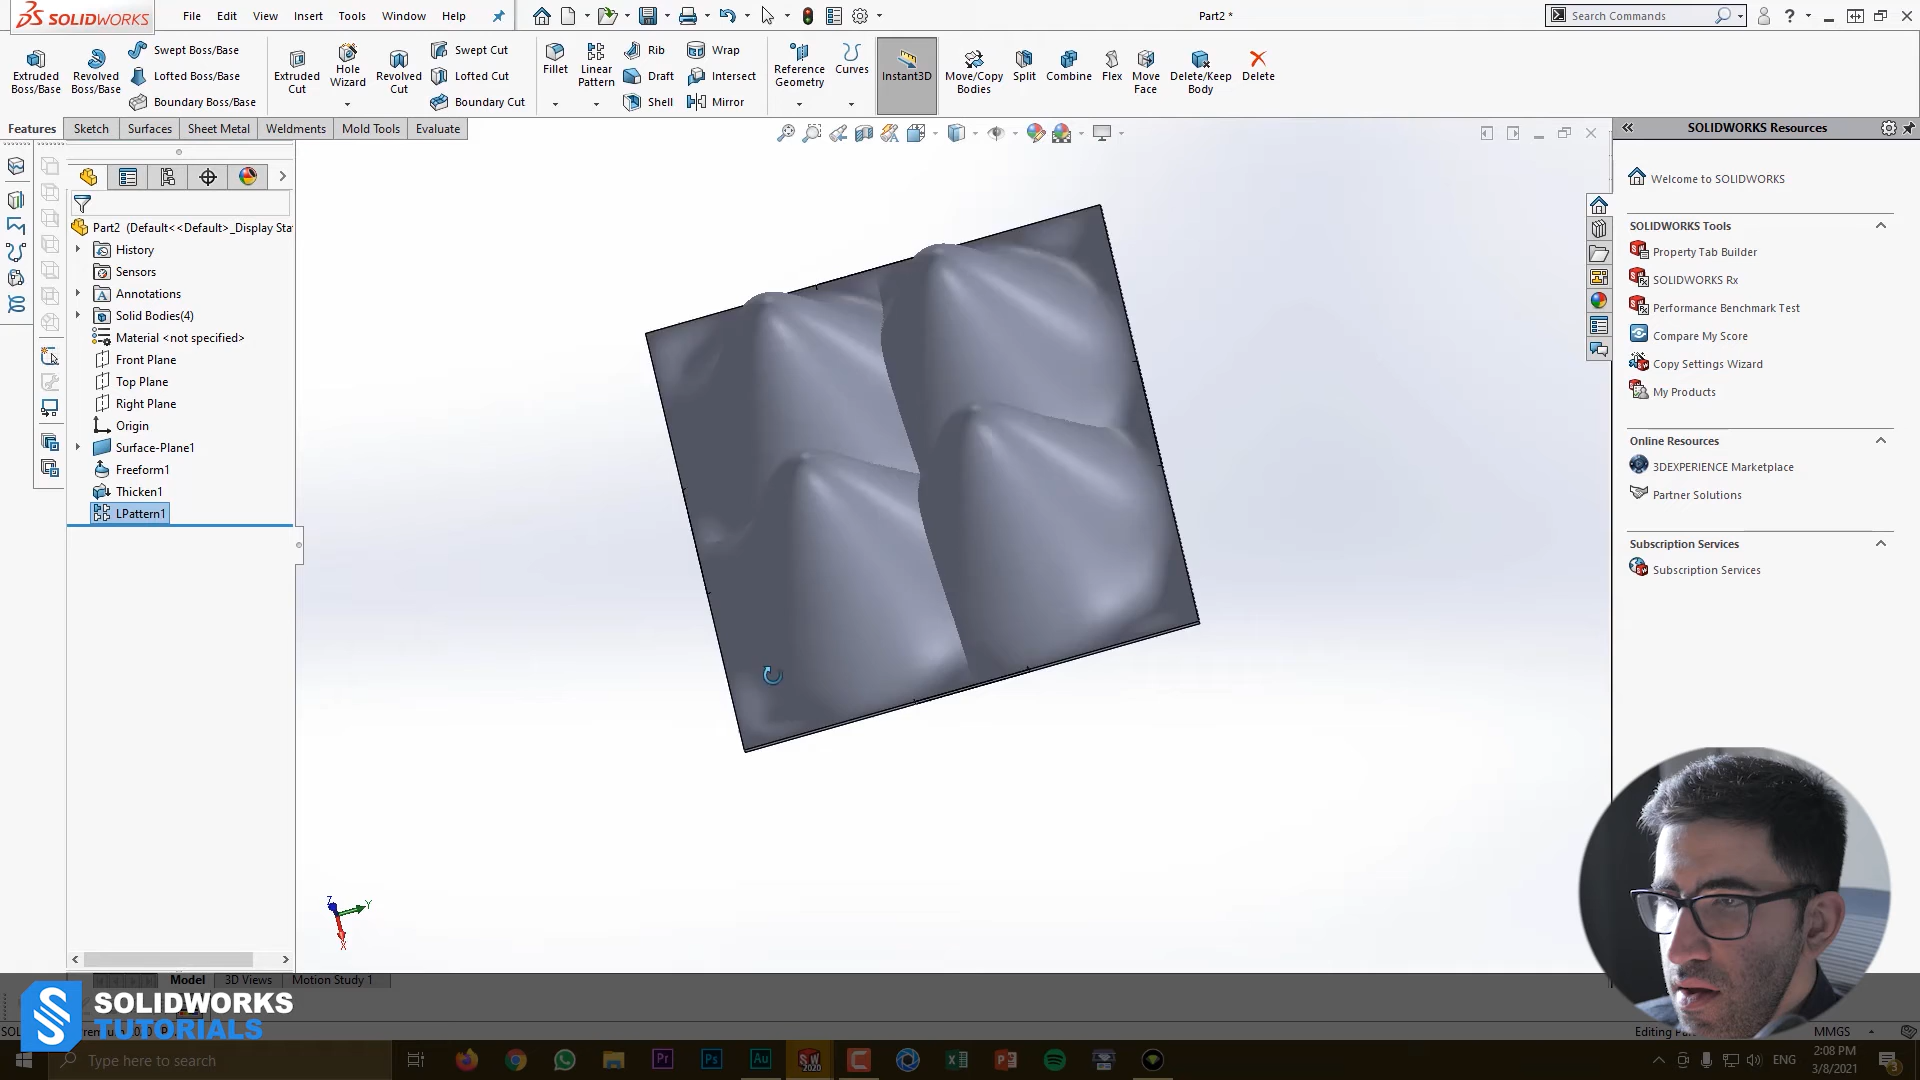 SOLIDWORKS
File Edit View Insert Tools Window Help
Part2 *
Search Commands
Extruded Boss/Base
Revolved Boss/Base
Swept Boss/Base
Lofted Boss/Base
Boundary Boss/Base
Extruded Cut
Hole Wizard
Revolved Cut
Swept Cut
Lofted Cut
Boundary Cut
Fillet
Linear Pattern
Rib
Draft
Shell
Wrap
Intersect
Mirror
Reference Geometry
Curves
Instant3D
Move/Copy Bodies
Split
Combine
Flex
Move Face
Delete/Keep Body
Delete
Features Sketch Surfaces Sheet Metal Weldments Mold Tools Evaluate
Part2 (Default<<Default>_Display Sta
History
Sensors
Annotations
Solid Bodies(4)
Material <not specified>
Front Plane
Top Plane
Right Plane
Origin
Surface-Plane1
Freeform1
Thicken1
LPattern1
Z
Y
X
SOLIDWORKS Resources
Welcome to SOLIDWORKS
SOLIDWORKS Tools
Property Tab Builder
SOLIDWORKS Rx
Performance Benchmark Test
Compare My Score
Copy Settings Wizard
My Products
Online Resources
3DEXPERIENCE Marketplace
Partner Solutions
Subscription Services
Subscription Services
Model 3D Views Motion Study 1
SOLIDWORKS
TUTORIALS
MMGS
Type here to search
ENG
2:08 PM
3/8/2021